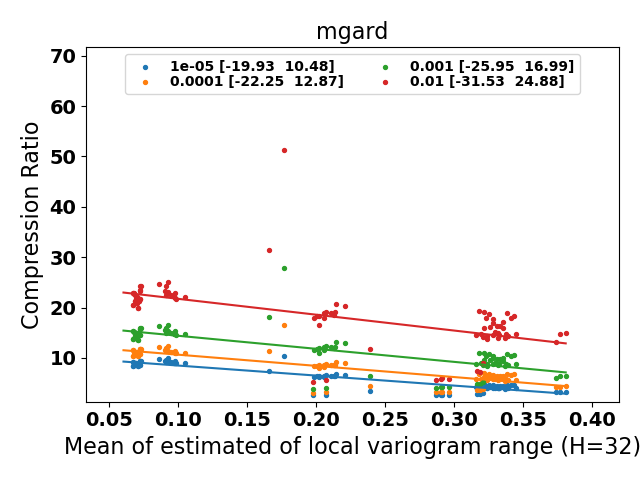 mgard
1e-05 [-19.93  10.48]
0.0001 [-22.25  12.87]
0.001 [-25.95  16.99]
0.01 [-31.53  24.88]
Compression Ratio
70
60
50
40
30
20
10
0.05 0.10 0.15 0.20 0.25 0.30 0.35 0.40
Mean of estimated of local variogram range (H=32)